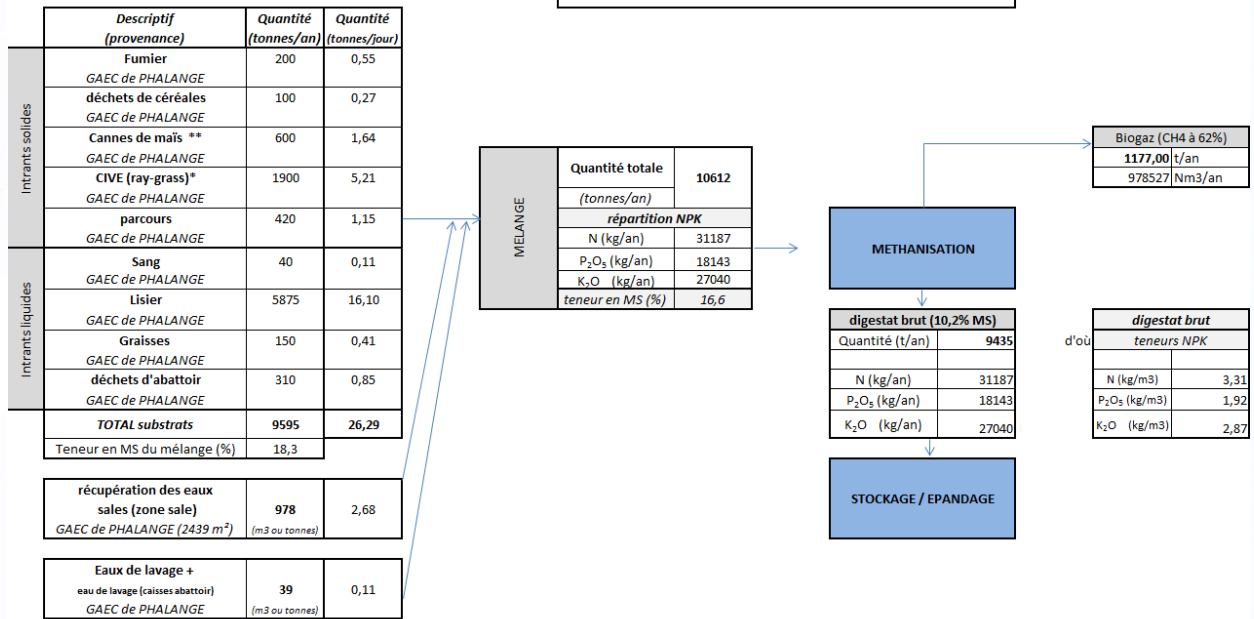 Descriptif Quantité Quantité
(provenance) (tonnes/an) (tonnes/jour)
Intrants solides
Fumier 200 0,55
GAEC de PHALANGE
déchets de céréales 100 0,27
GAEC de PHALANGE
Cannes de maïs ** 600 1,64
GAEC de PHALANGE
CIVE (ray-grass)* 1900 5,21
GAEC de PHALANGE
parcours 420 1,15
GAEC de PHALANGE
Intrants liquides
Sang 40 0,11
GAEC de PHALANGE
Lisier 5875 16,10
GAEC de PHALANGE
Graisses 150 0,41
GAEC de PHALANGE
déchets d'abattoir 310 0,85
GAEC de PHALANGE
TOTAL substrats 9595 26,29
Teneur en MS du mélange (%) 18,3
récupération des eaux
sales (zone sale) 978 2,68
GAEC de PHALANGE (2439 m²) (m3 ou tonnes)
Eaux de lavage +
eau de lavage (caisses abattoir) 39 0,11
GAEC de PHALANGE (m3 ou tonnes)
MELANGE
Quantité totale 10612
(tonnes/an)
répartition NPK
N (kg/an) 31187
P₂O₅ (kg/an) 18143
K₂O (kg/an) 27040
teneur en MS (%) 16,6
METHANISATION
Biogaz (CH4 à 62%)
1177,00 t/an
978527 Nm3/an
digestat brut (10,2% MS)
Quantité (t/an) 9435
N (kg/an) 31187
P₂O₅ (kg/an) 18143
K₂O (kg/an) 27040
d'où
digestat brut
teneurs NPK
N (kg/m3) 3,31
P₂O₅ (kg/m3) 1,92
K₂O (kg/m3) 2,87
STOCKAGE / EPANDAGE